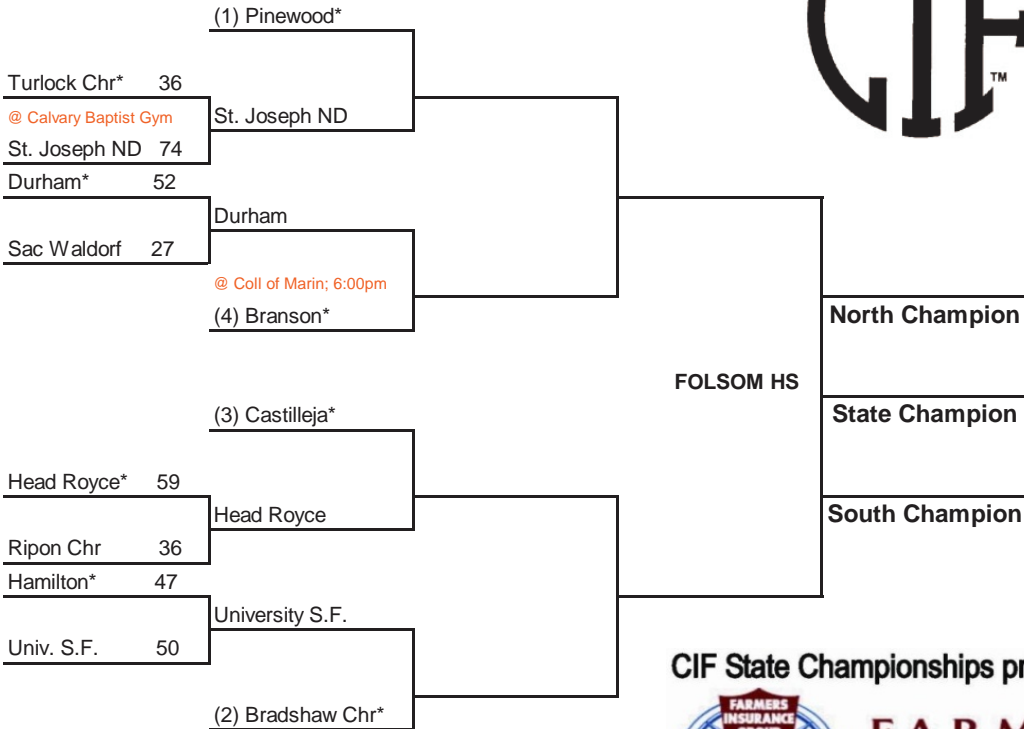 (1) Pinewood*
CIF
TM
Turlock Chr* 36
@ Calvary Baptist Gym
St. Joseph ND
St. Joseph ND 74
Durham* 52
Durham
Sac Waldorf 27
@ Coll of Marin; 6:00pm
(4) Branson*
North Champion
FOLSOM HS
(3) Castilleja*
State Champion
Head Royce* 59
Head Royce
South Champion
Ripon Chr 36
Hamilton* 47
University S.F.
Univ. S.F. 50
CIF State Championships pr
(2) Bradshaw Chr*
FARMERS
INSURANCE
F A R M